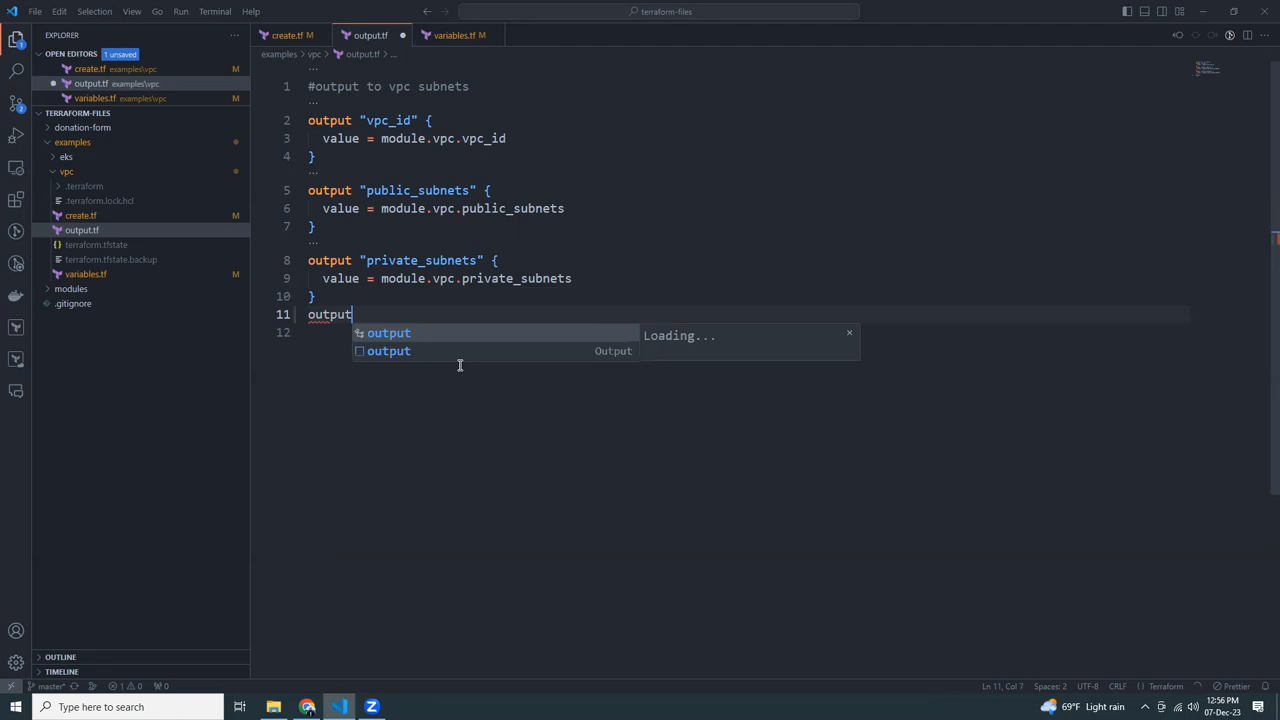 File Edit Selection View Go Run Terminal Help
terraform-files
EXPLORER
create.tf M
output.tf
variables.tf M
OPEN EDITORS 1 unsaved
examples > vpc > output.tf > ...
create.tf examples\vpc M
output.tf examples\vpc
variables.tf examples\vpc M
TERRAFORM-FILES
donation-form
examples
eks
vpc
.terraform
.terraform.lock.hcl
create.tf M
output.tf
terraform.tfstate
terraform.tfstate.backup
variables.tf M
modules
.gitignore
OUTLINE
TIMELINE
...
1 #output to vpc subnets
...
2 output "vpc_id" {
3 value = module.vpc.vpc_id
4 }
...
5 output "public_subnets" {
6 value = module.vpc.public_subnets
7 }
...
8 output "private_subnets" {
9 value = module.vpc.private_subnets
10 }
11 output
12
output
output Output
Loading...
master* 1 0 0
Ln 11, Col 7 Spaces: 2 UTF-8 CRLF { } Terraform Prettier
Type here to search
69°F Light rain
12:56 PM
07-Dec-23